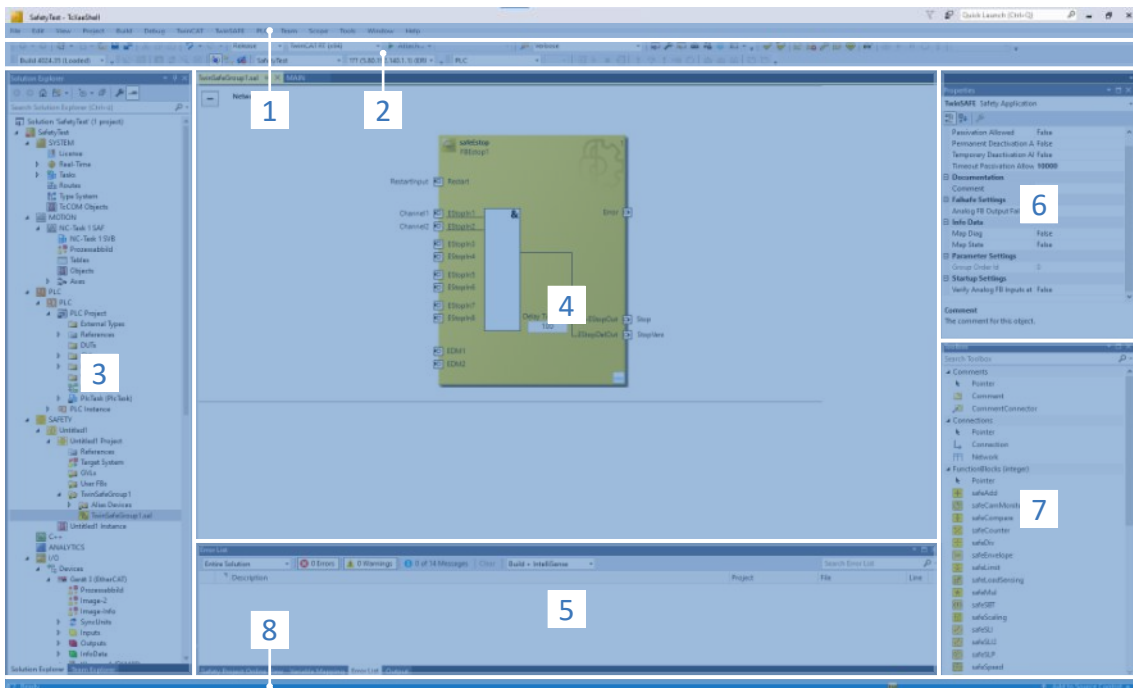 SafetyTest - TcXaeShell
Quick Launch (Ctrl+Q)
File Edit View Project Build Debug TwinCAT TwinSAFE PLC Team Scope Tools Window Help
Release TwinCAT RT (x64) Attach... Verbose
Build 4024.35 (Loaded) SafetyTest PLC
1
2
Solution Explorer
Search Solution Explorer (Ctrl+ü)
Solution 'SafetyTest' (1 project)
SafetyTest
SYSTEM
License
Real-Time
Tasks
Routes
Type System
TcCOM Objects
MOTION
NC-Task 1 SAF
NC-Task 1 SVB
Prozessabbild
Tables
Objects
Axes
PLC
PLC
PLC Project
External Types
References
DUTs
3
PlcTask (PlcTask)
PLC Instance
SAFETY
Untitled1
Untitled1 Project
References
Target System
GVLs
User FBs
TwinSafeGroup1
Alias Devices
TwinSafeGroup1.sal
Untitled1 Instance
C++
ANALYTICS
I/O
Devices
Gerät 2 (EtherCAT)
Prozessabbild
Image-2
Image-Info
SyncUnits
Inputs
Outputs
InfoData
Solution Explorer Team Explorer
TwinSafeGroup1.sal MAIN
safeEstop
FBEstop1
RestartInput Restart
Channel1 EStopIn1 & Error
Channel2 EStopIn2
EStopIn3
EStopIn4
EStopIn5
EStopIn6
EStopIn7
EStopIn8
Delay
4
EStopOut Stop
EStopDelOut
EDM1
EDM2
Error List
Entire Solution 0 Errors 0 Warnings 0 of 14 Messages Clear Build + IntelliSense Search Error List
Description Project File Line
5
Variable Mapping Error List Output
Properties
TwinSAFE Safety Application
Passivation Allowed False
Permanent Deactivation A False
Temporary Deactivation Al False
Timeout Passivation Allow 10000
Documentation
Comment
Failsafe Settings
Analog FB Output
6
Info Data
Map Diag False
Map State False
Parameter Settings
Group Order Id 0
Startup Settings
Verify Analog FB Inputs at False
Comment
The comment for this object.
Toolbox
Search Toolbox
Comments
Pointer
Comment
CommentConnector
Connections
Pointer
Connection
Network
FunctionBlocks (integer)
Pointer
safeAdd
7
safeCompare
safeCounter
safeDiv
safeEnvelope
safeLimit
safeLoadSensing
safeMul
safeSBT
safeScaling
safeSLI
safeSLP
safeSpeed
8